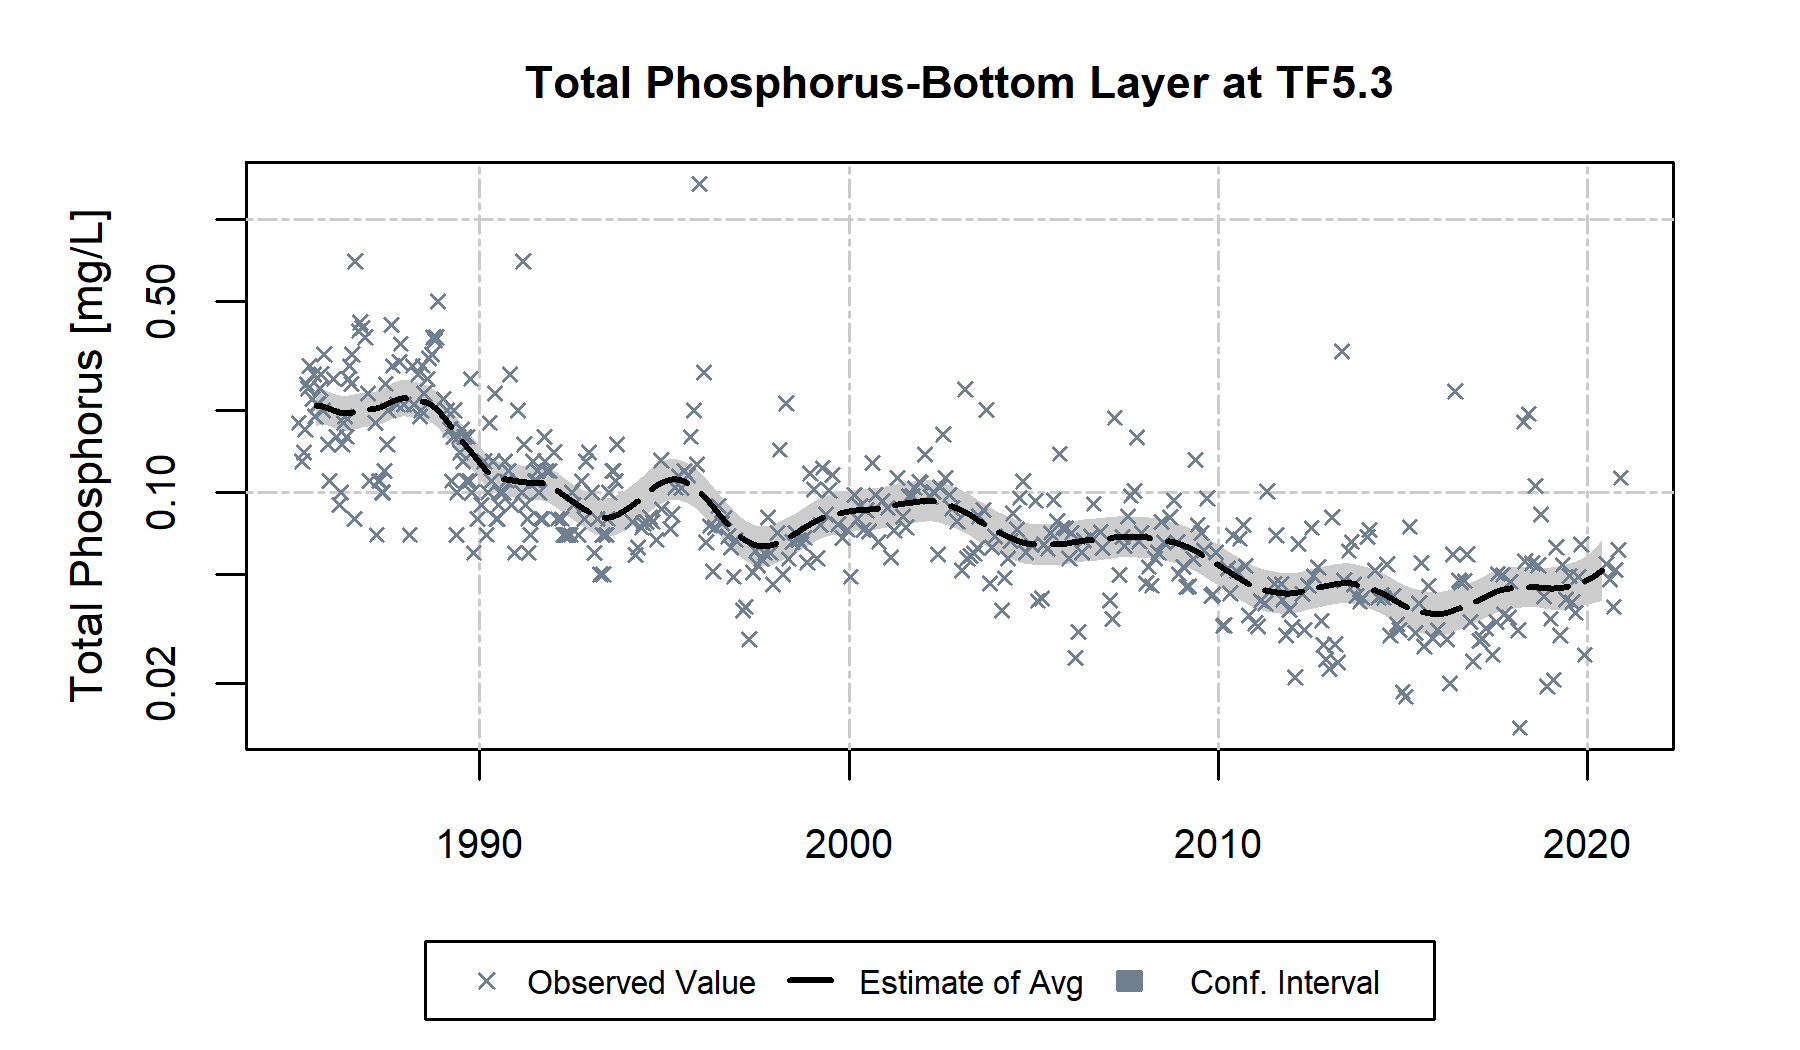 Total Phosphorus-Bottom Layer at TF5.3
Total Phosphorus [mg/L]
0.50
0.10
0.02
1990 2000 2010 2020
Observed Value Estimate of Avg Conf. Interval